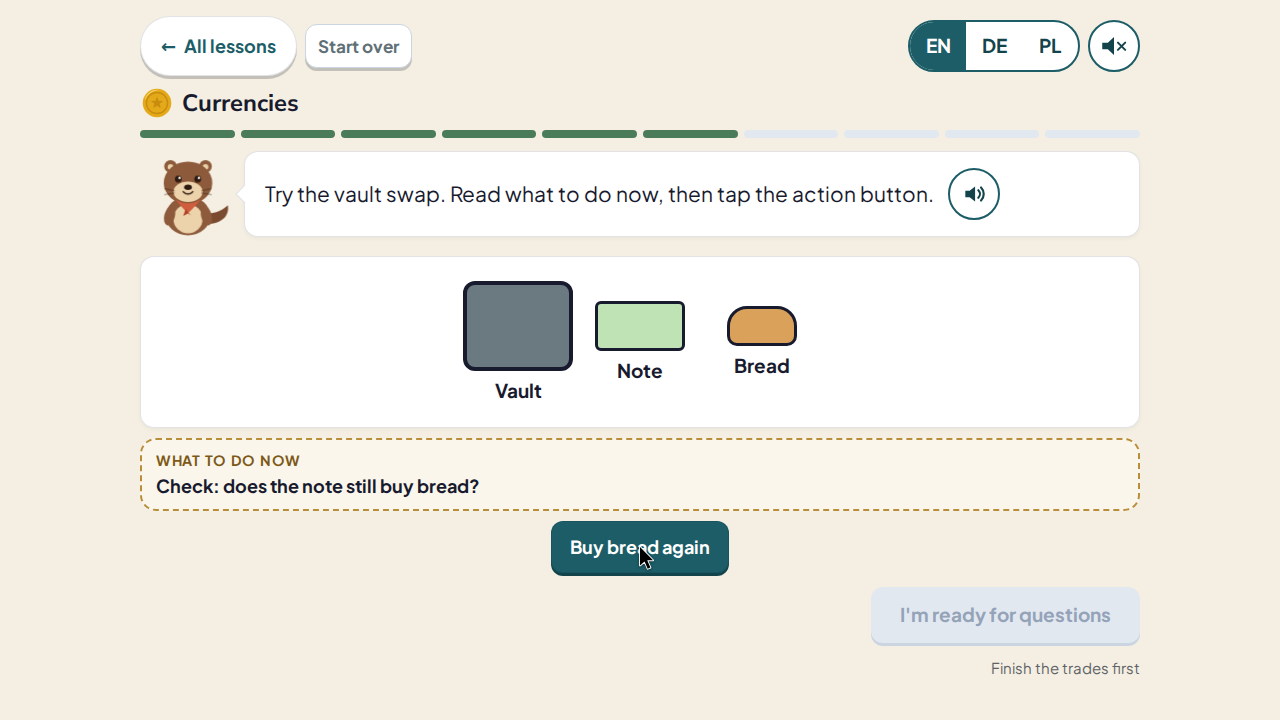 ← All lessons
Start over
EN
DE
PL
Currencies
Try the vault swap. Read what to do now, then tap the action button.
Vault
Note
Bread
WHAT TO DO NOW
Check: does the note still buy bread?
Buy bread again
I'm ready for questions
Finish the trades first